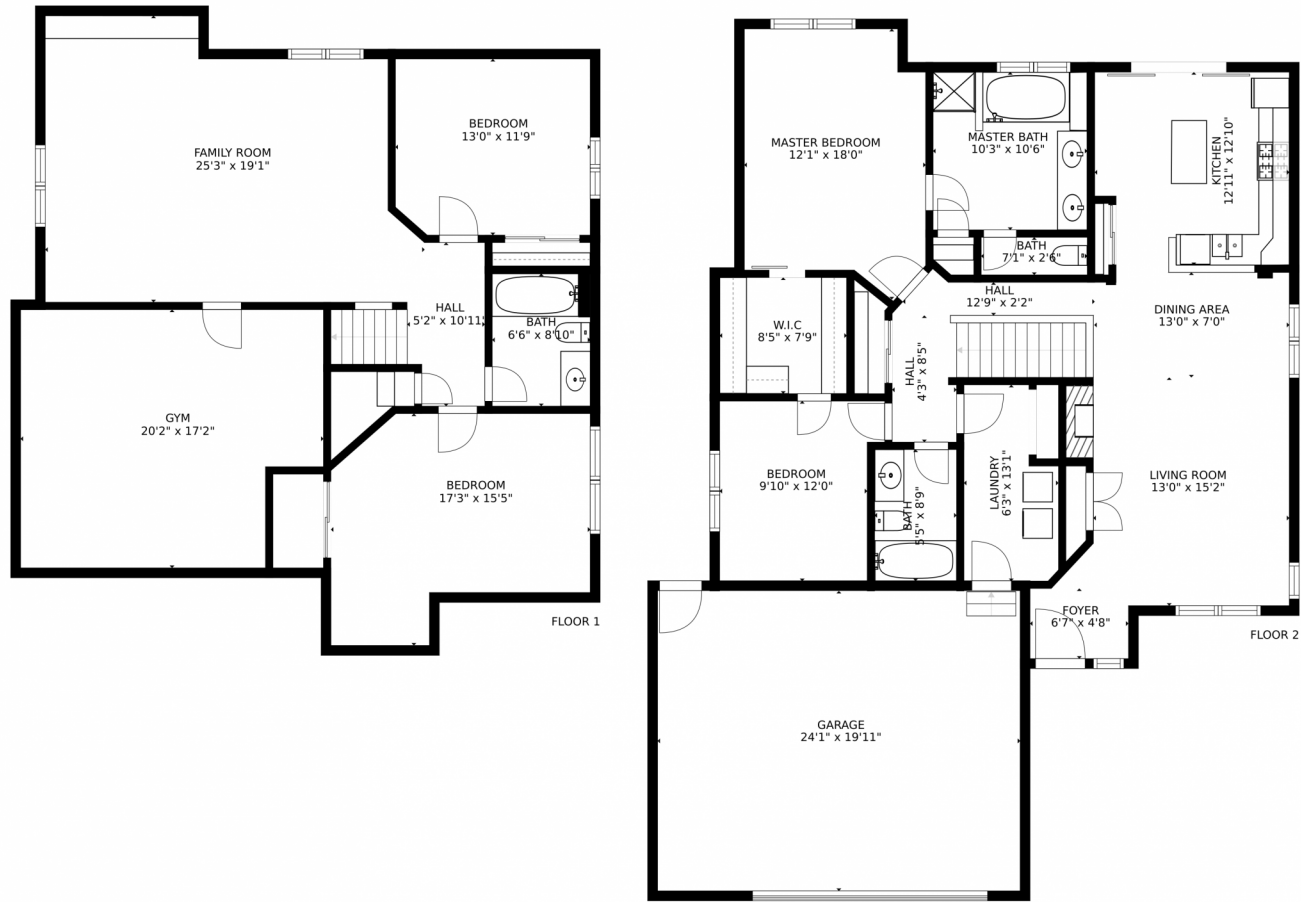 FAMILY ROOM
25'3" x 19'1"
BEDROOM
13'0" x 11'9"
HALL
5'2" x 10'11"
BATH
6'6" x 8'10"
GYM
20'2" x 17'2"
BEDROOM
17'3" x 15'5"
FLOOR 1
MASTER BEDROOM
12'1" x 18'0"
MASTER BATH
10'3" x 10'6"
KITCHEN
12'11" x 12'10"
BATH
7'1" x 2'6"
HALL
12'9" x 2'2"
DINING AREA
13'0" x 7'0"
W.I.C
8'5" x 7'9"
HALL
4'3" x 8'5"
BEDROOM
9'10" x 12'0"
BATH
5'5" x 8'9"
LAUNDRY
6'3" x 13'1"
LIVING ROOM
13'0" x 15'2"
FOYER
6'7" x 4'8"
FLOOR 2
GARAGE
24'1" x 19'11"